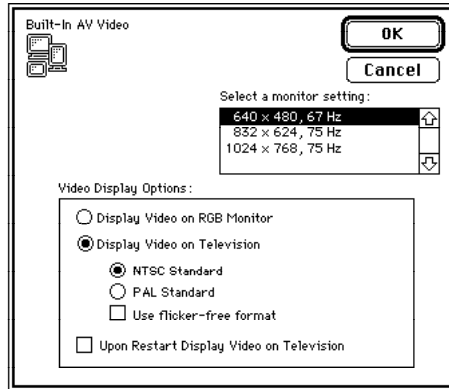 Built-In AV Video
OK
Cancel
Select a monitor setting:
640 x 480, 67 Hz
832 x 624, 75 Hz
1024 x 768, 75 Hz
Video Display Options:
Display Video on RGB Monitor
Display Video on Television
NTSC Standard
PAL Standard
Use flicker-free format
Upon Restart Display Video on Television